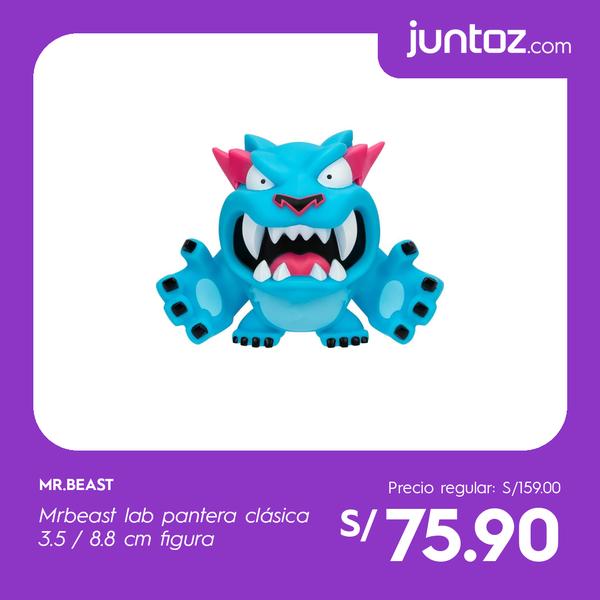 juntoz.com
MR.BEAST
Mrbeast lab pantera clásica
3.5 / 8.8 cm figura
Precio regular: S/159.00
S/75.90